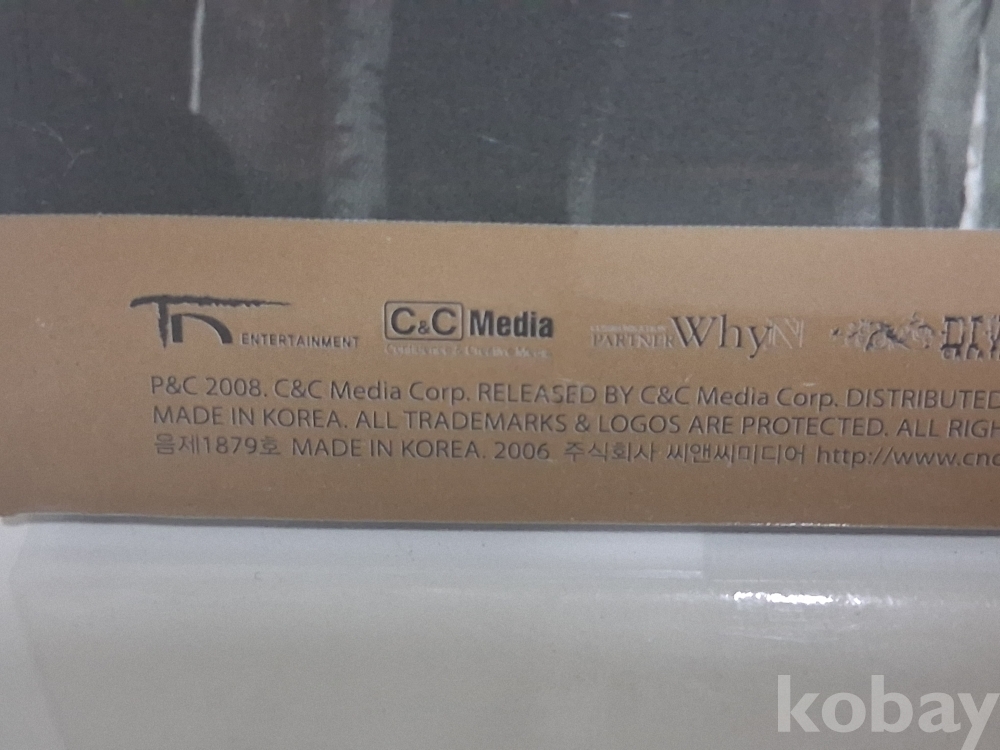 TN ENTERTAINMENT
C&C Media
PARTNER WhyN
P&C 2008. C&C Media Corp. RELEASED BY C&C Media Corp. DISTRIBUTED
MADE IN KOREA. ALL TRADEMARKS & LOGOS ARE PROTECTED. ALL RIGH
음제1879호 MADE IN KOREA. 2006 주식회사 씨앤씨미디어 http://www.cnc
kobay